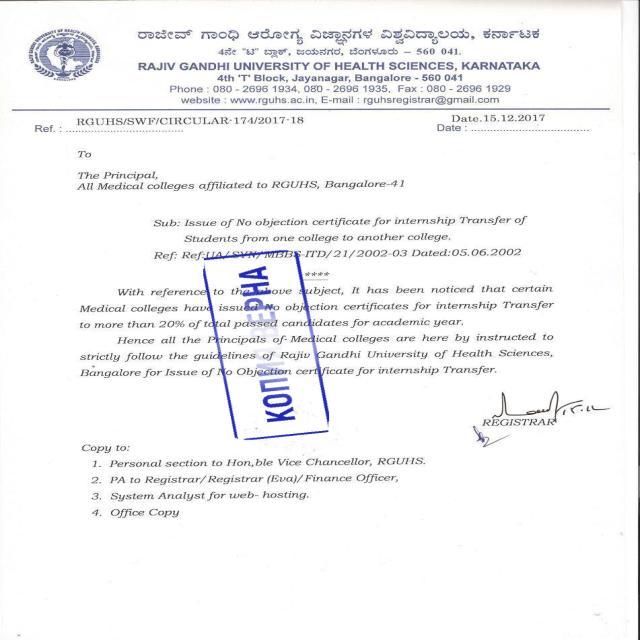 ರಾಜೀವ್ ಗಾಂಧಿ ಆರೋಗ್ಯ ವಿಜ್ಞಾನಗಳ ವಿಶ್ವವಿದ್ಯಾಲಯ, ಕರ್ನಾಟಕ
4ನೇ "ಟಿ" ಬ್ಲಾಕ್, ಜಯನಗರ, ಬೆಂಗಳೂರು – 560 041.
RAJIV GANDHI UNIVERSITY OF HEALTH SCIENCES, KARNATAKA
4th 'T' Block, Jayanagar, Bangalore - 560 041
Phone : 080 - 2696 1934, 080 - 2696 1935, Fax : 080 - 2696 1929
website : www.rguhs.ac.in, E-mail : rguhsregistrar@gmail.com
Ref. : RGUHS/SWF/CIRCULAR-174/2017-18
Date.15.12.2017
Date :
To
The Principal,
All Medical colleges affiliated to RGUHS, Bangalore-41
Sub: Issue of No objection certificate for internship Transfer of
Students from one college to another college.
Ref: Ref:UA/SYN/MBBS-ITD/21/2002-03 Dated:05.06.2002
****
With reference to the above subject, It has been noticed that certain
Medical colleges have issued No objection certificates for internship Transfer
to more than 20% of total passed candidates for academic year.
Hence all the Principals of Medical colleges are here by instructed to
strictly follow the guidelines of Rajiv Gandhi University of Health Sciences,
Bangalore for Issue of No Objection certificate for internship Transfer.
КОПИЯ ВЕРНА
REGISTRAR
Copy to:
1. Personal section to Hon,ble Vice Chancellor, RGUHS.
2. PA to Registrar/Registrar (Eva)/Finance Officer,
3. System Analyst for web- hosting.
4. Office Copy